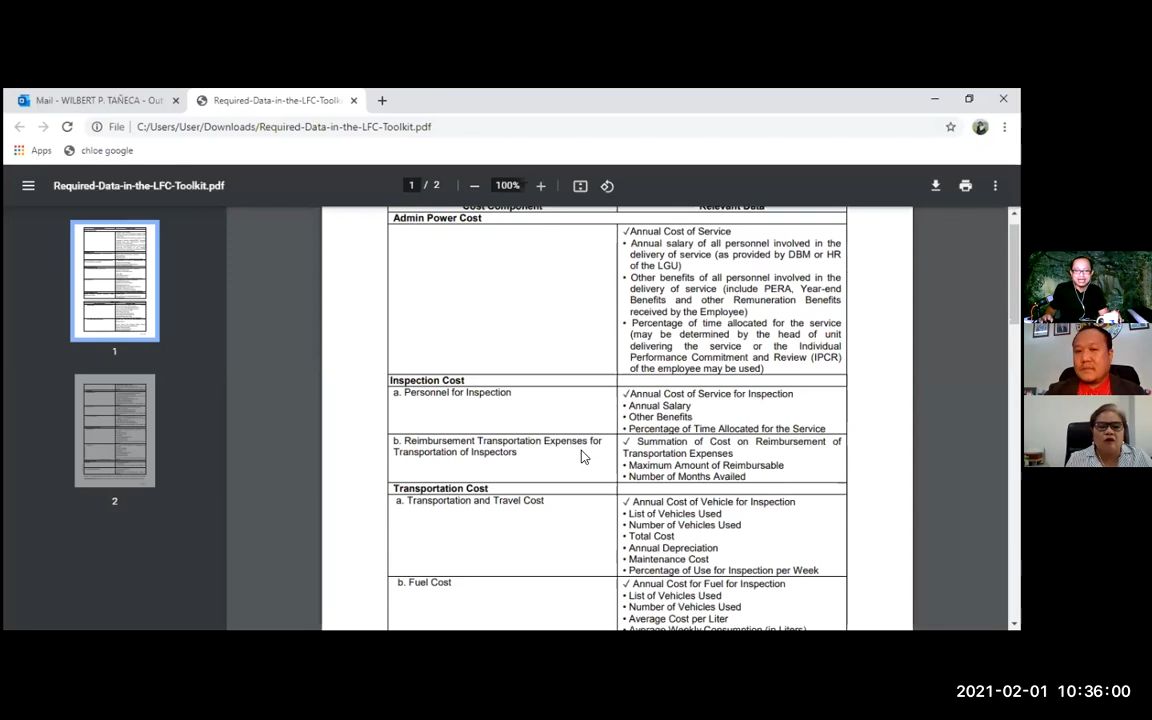 Mail - WILBERT P. TAÑECA - Out
Required-Data-in-the-LFC-Toolki
File
C:/Users/User/Downloads/Required-Data-in-the-LFC-Toolkit.pdf
Apps
chloe google
Required-Data-in-the-LFC-Toolkit.pdf
1 / 2
100%
1
2
Cost Component
Relevant Data
Admin Power Cost
✓Annual Cost of Service
• Annual salary of all personnel involved in the
delivery of service (as provided by DBM or HR
of the LGU)
• Other benefits of all personnel involved in the
delivery of service (include PERA, Year-end
Benefits and other Remuneration Benefits
received by the Employee)
• Percentage of time allocated for the service
(may be determined by the head of unit
delivering the service or the Individual
Performance Commitment and Review (IPCR)
of the employee may be used)
Inspection Cost
a. Personnel for Inspection
✓Annual Cost of Service for Inspection
• Annual Salary
• Other Benefits
• Percentage of Time Allocated for the Service
b. Reimbursement Transportation Expenses for
Transportation of Inspectors
✓ Summation of Cost on Reimbursement of
Transportation Expenses
• Maximum Amount of Reimbursable
• Number of Months Availed
Transportation Cost
a. Transportation and Travel Cost
✓ Annual Cost of Vehicle for Inspection
• List of Vehicles Used
• Number of Vehicles Used
• Total Cost
• Annual Depreciation
• Maintenance Cost
• Percentage of Use for Inspection per Week
b. Fuel Cost
✓ Annual Cost for Fuel for Inspection
• List of Vehicles Used
• Number of Vehicles Used
• Average Cost per Liter
• Average Weekly Consumption (in Liters)
2021-02-01 10:36:00